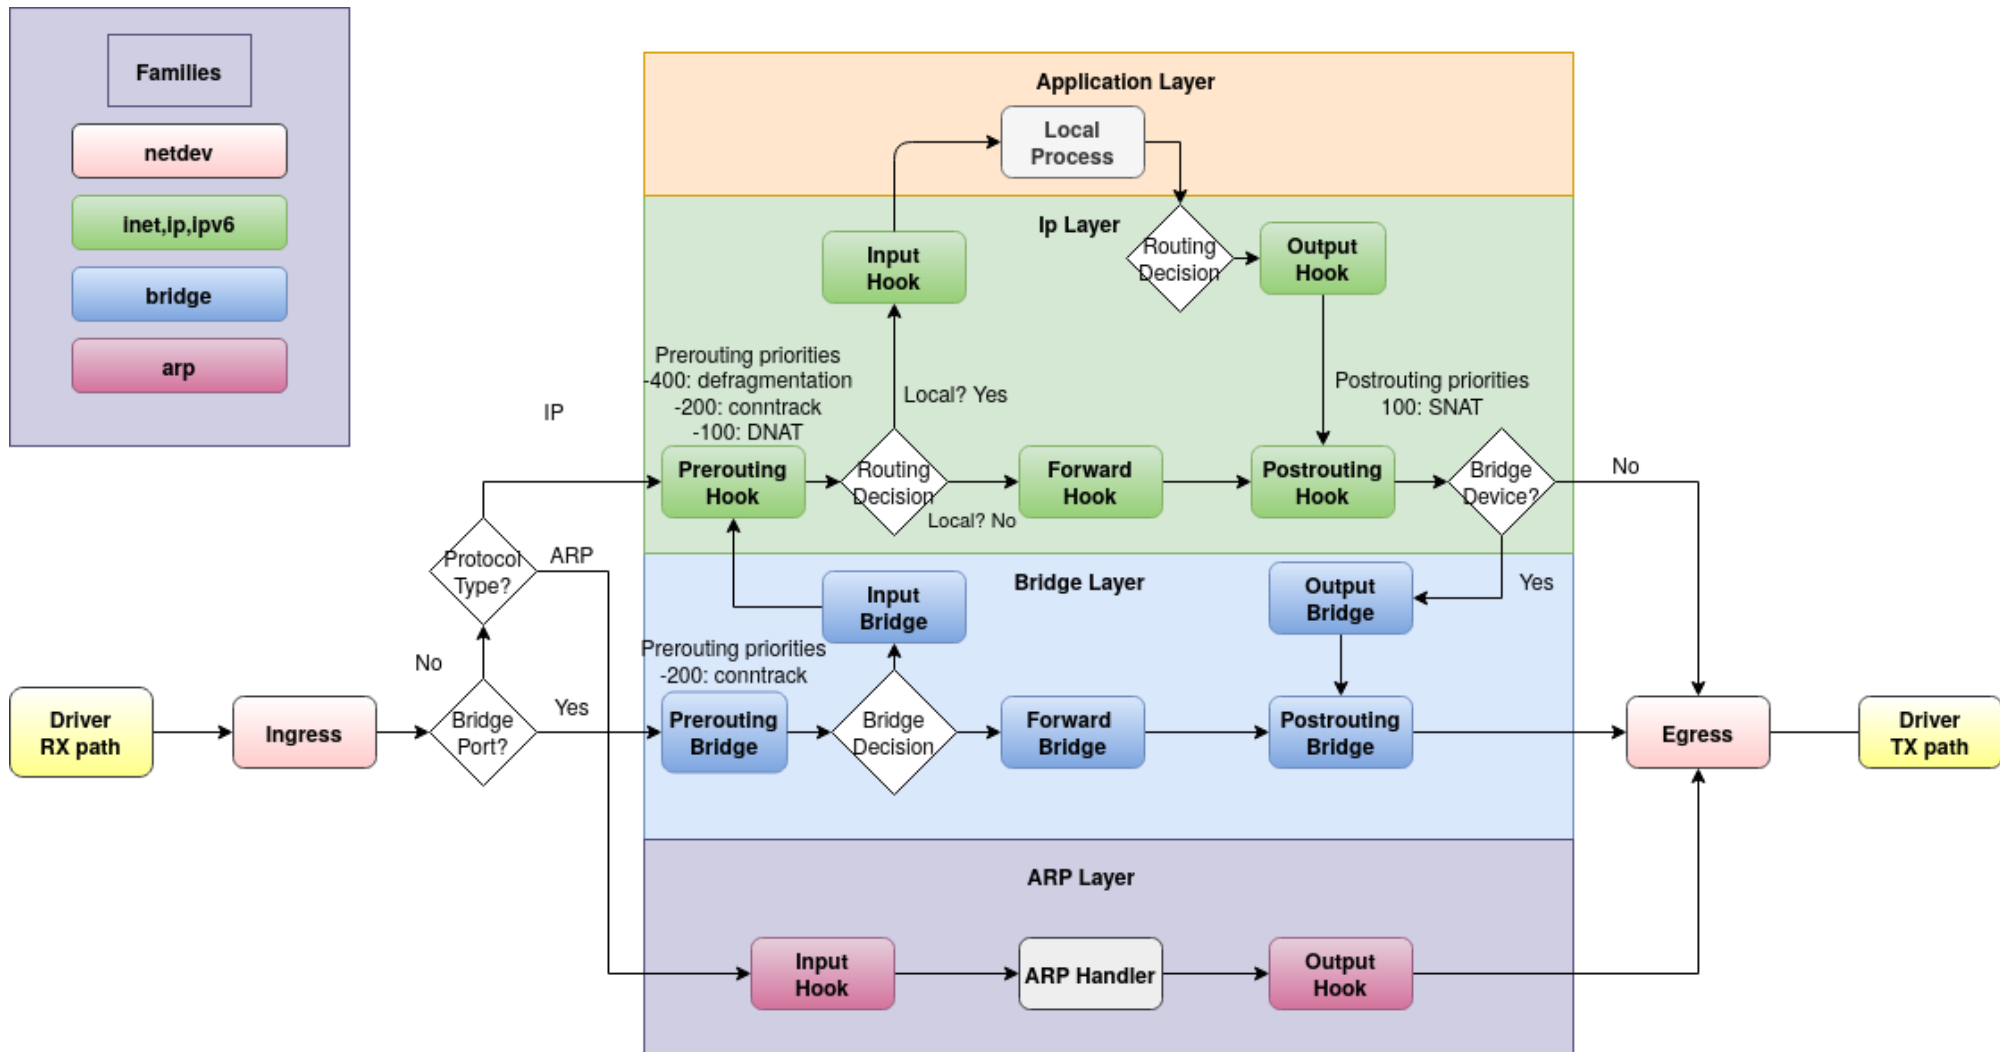 Families
netdev
inet,ip,ipv6
bridge
arp
Application Layer
Local
Process
Ip Layer
Routing
Decision
Output
Hook
Input
Hook
Prerouting priorities
-400: defragmentation
-200: conntrack
-100: DNAT
Local? Yes
Postrouting priorities
100: SNAT
IP
Prerouting
Hook
Routing
Decision
Local? No
Forward
Hook
Postrouting
Hook
Bridge
Device?
No
Protocol
Type?
ARP
Bridge Layer
Input
Bridge
Output
Bridge
Yes
No
Prerouting priorities
-200: conntrack
Driver
RX path
Ingress
Bridge
Port?
Yes
Prerouting
Bridge
Bridge
Decision
Forward
Bridge
Postrouting
Bridge
Egress
Driver
TX path
ARP Layer
Input
Hook
ARP Handler
Output
Hook